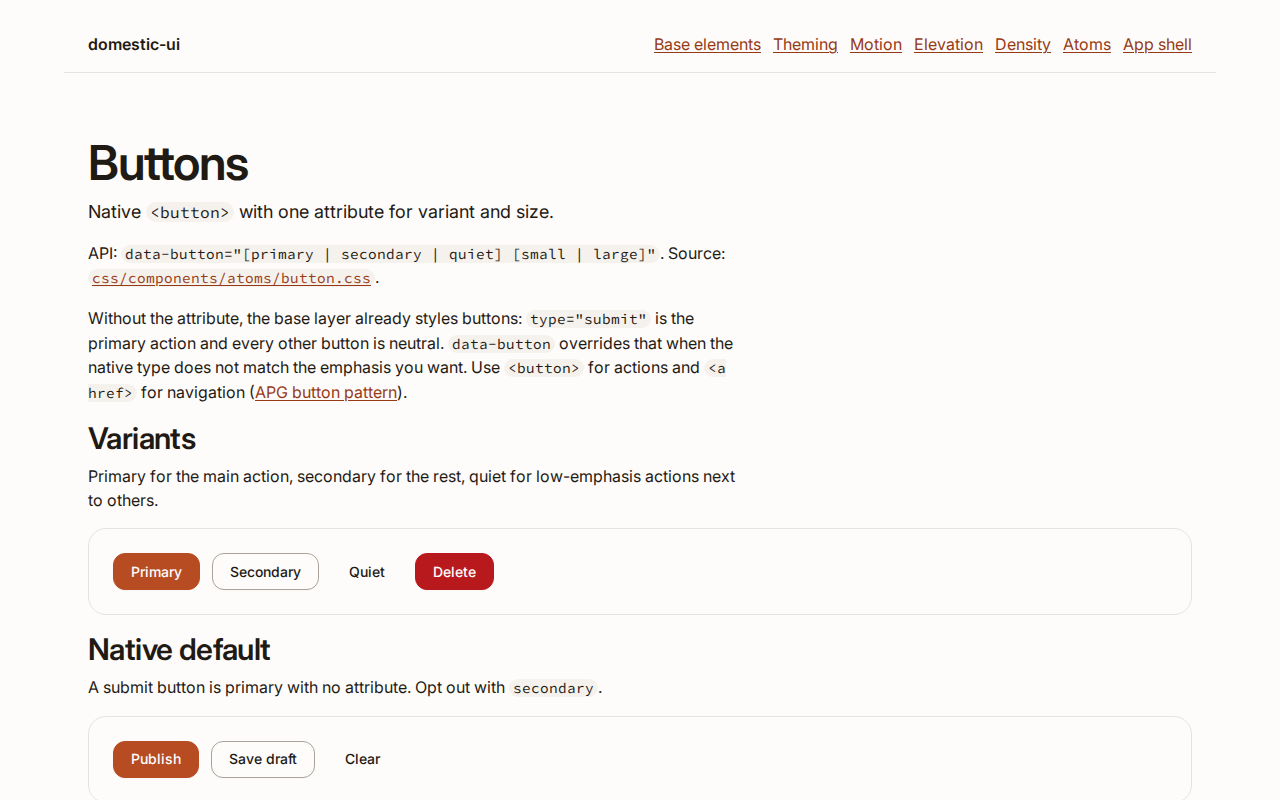 domestic-ui
Base elements Theming Motion Elevation Density Atoms App shell
Buttons
Native <button> with one attribute for variant and size.
API: data-button="[primary | secondary | quiet] [small | large]". Source:
css/components/atoms/button.css.
Without the attribute, the base layer already styles buttons: type="submit" is the
primary action and every other button is neutral. data-button overrides that when the
native type does not match the emphasis you want. Use <button> for actions and <a
href> for navigation (APG button pattern).
Variants
Primary for the main action, secondary for the rest, quiet for low-emphasis actions next
to others.
Primary Secondary Quiet Delete
Native default
A submit button is primary with no attribute. Opt out with secondary.
Publish Save draft Clear